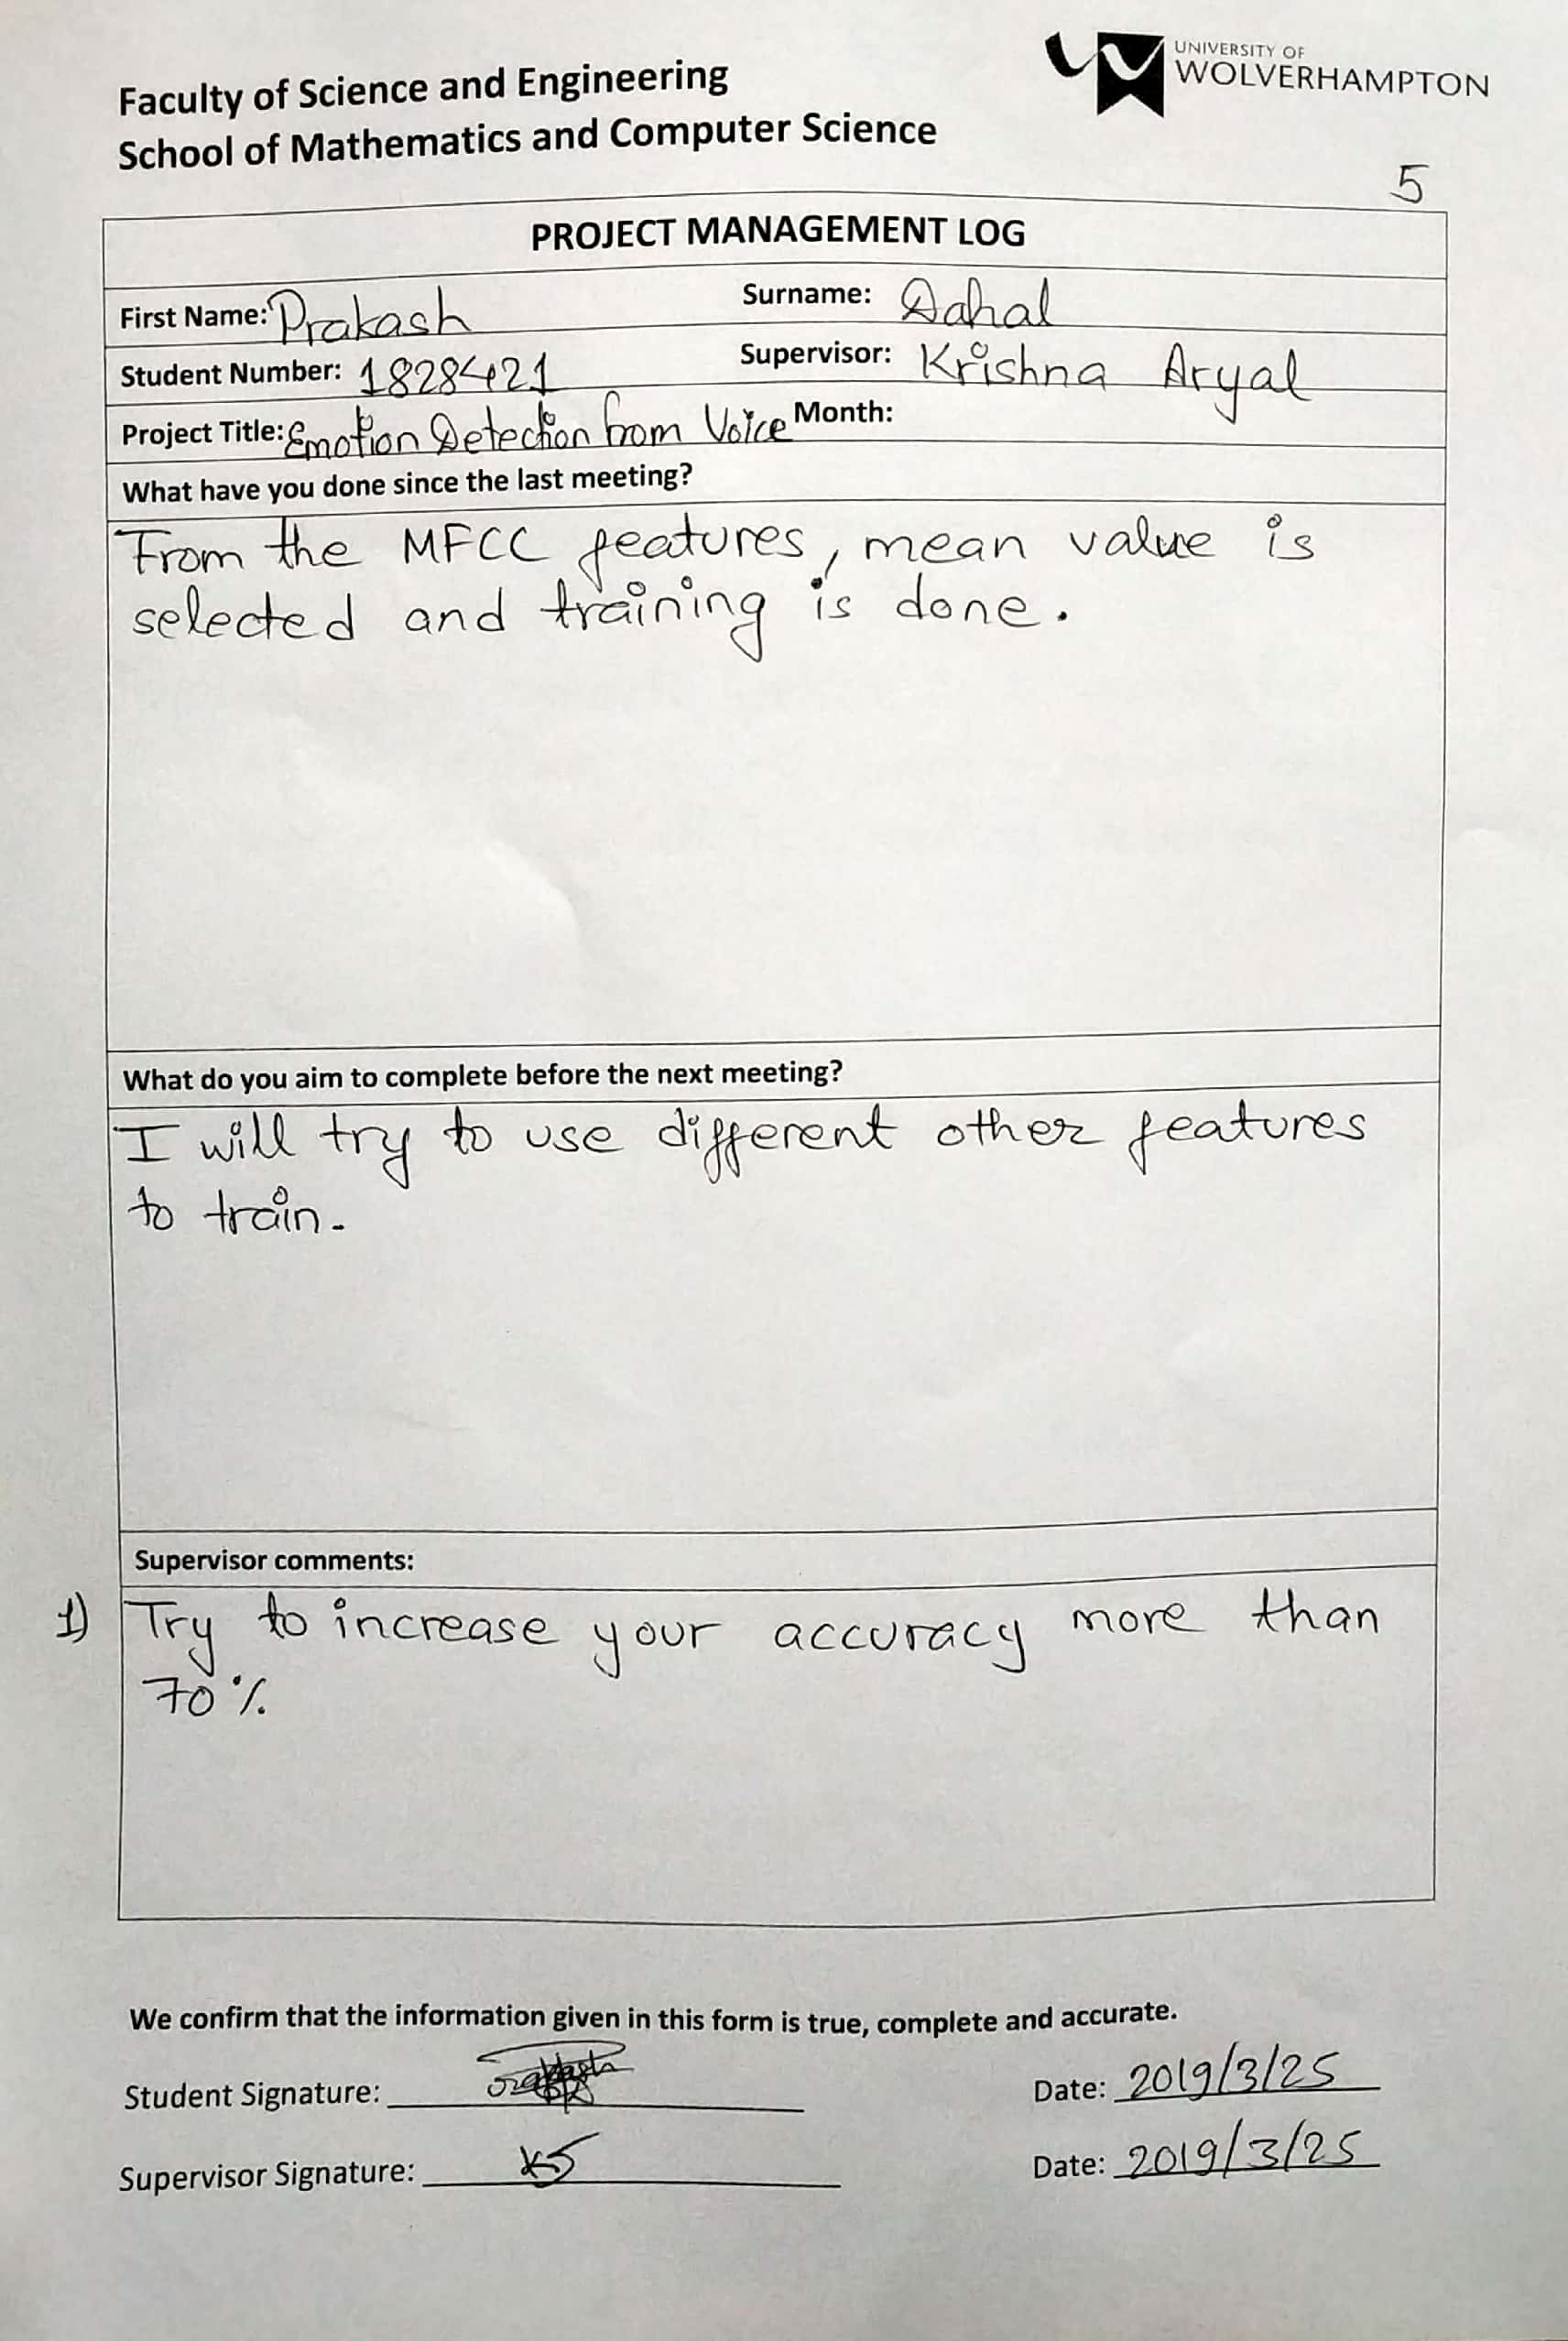 UNIVERSITY OF
WOLVERHAMPTON
Faculty of Science and Engineering
School of Mathematics and Computer Science
5
PROJECT MANAGEMENT LOG
First Name: Prakash Surname: Dahal
Student Number: 1828421 Supervisor: Krishna Aryal
Project Title: Emotion Detection from Voice Month:
What have you done since the last meeting?
From the MFCC features, mean value is
selected and training is done.
What do you aim to complete before the next meeting?
I will try to use different other features
to train.
Supervisor comments:
1) Try to increase your accuracy more than
70%
We confirm that the information given in this form is true, complete and accurate.
Student Signature: Date: 2019/3/25
Supervisor Signature: Date: 2019/3/25